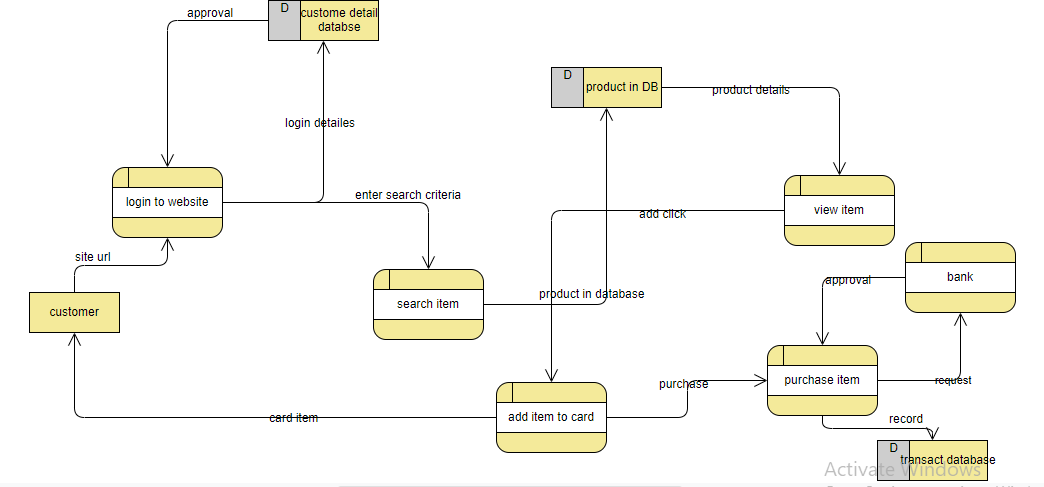 approval
D
custome detail
databse
D
product in DB
product details
login detailes
login to website
enter search criteria
view item
add click
site url
bank
approval
customer
search item
product in database
purchase item
request
purchase
card item
add item to card
record
D
transact database
Activate Windows